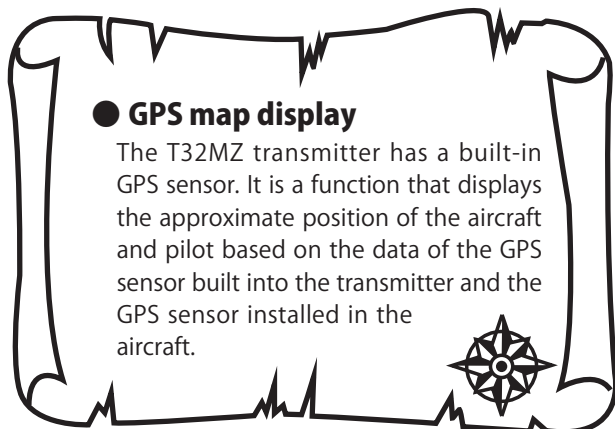 ● GPS map display
The T32MZ transmitter has a built-in
GPS sensor. It is a function that displays
the approximate position of the aircraft
and pilot based on the data of the GPS
sensor built into the transmitter and the
GPS sensor installed in the
aircraft.